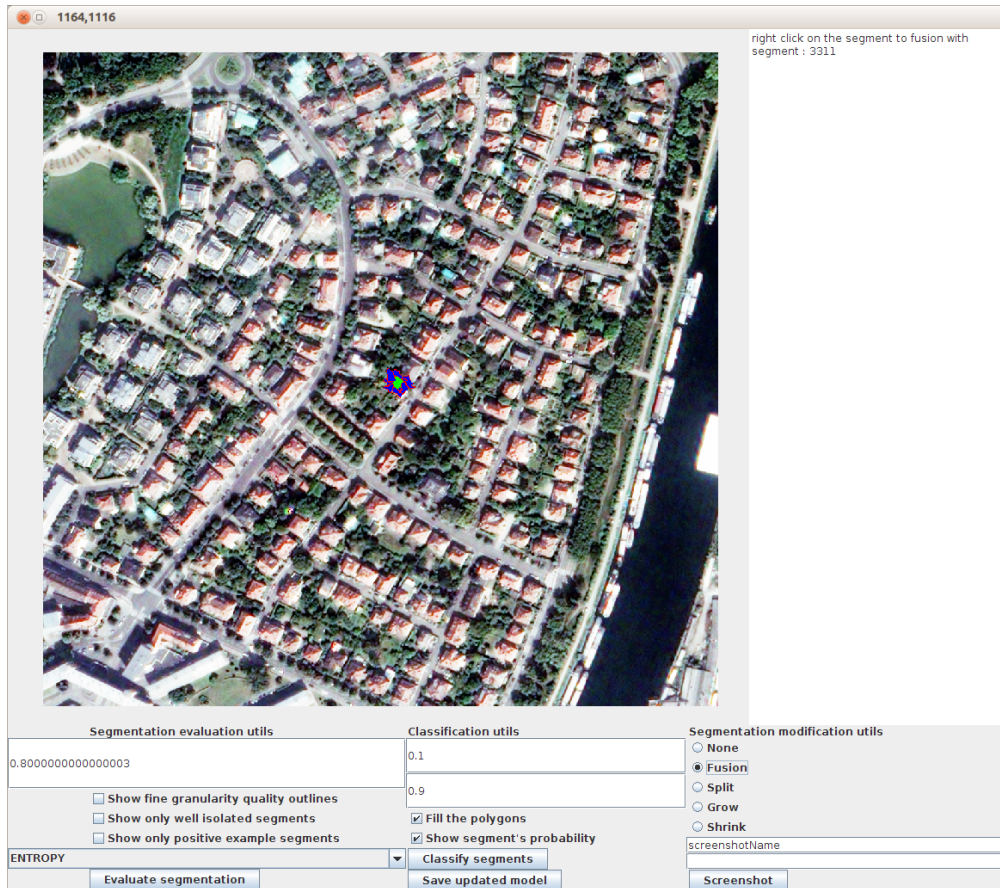 1164,1116
right click on the segment to fusion with
segment : 3311
Segmentation evaluation utils
0.8000000000000003
Show fine granularity quality outlines
Show only well isolated segments
Show only positive example segments
ENTROPY
Evaluate segmentation
Classification utils
0.1
0.9
Fill the polygons
Show segment's probability
Classify segments
Save updated model
Segmentation modification utils
None
Fusion
Split
Grow
Shrink
screenshotName
Screenshot